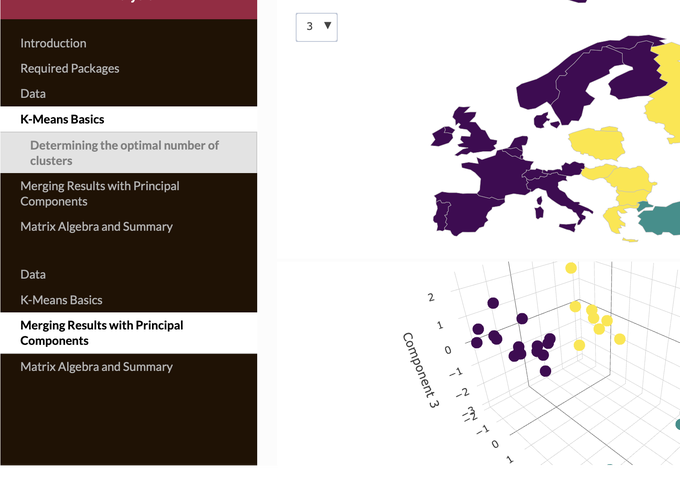 Introduction
Required Packages
Data
K-Means Basics
Determining the optimal number of
clusters
Merging Results with Principal
Components
Matrix Algebra and Summary
Data
K-Means Basics
Merging Results with Principal
Components
Matrix Algebra and Summary
3
2
1
0
−1
−2
−3
Component 3
−2
−1
0
1